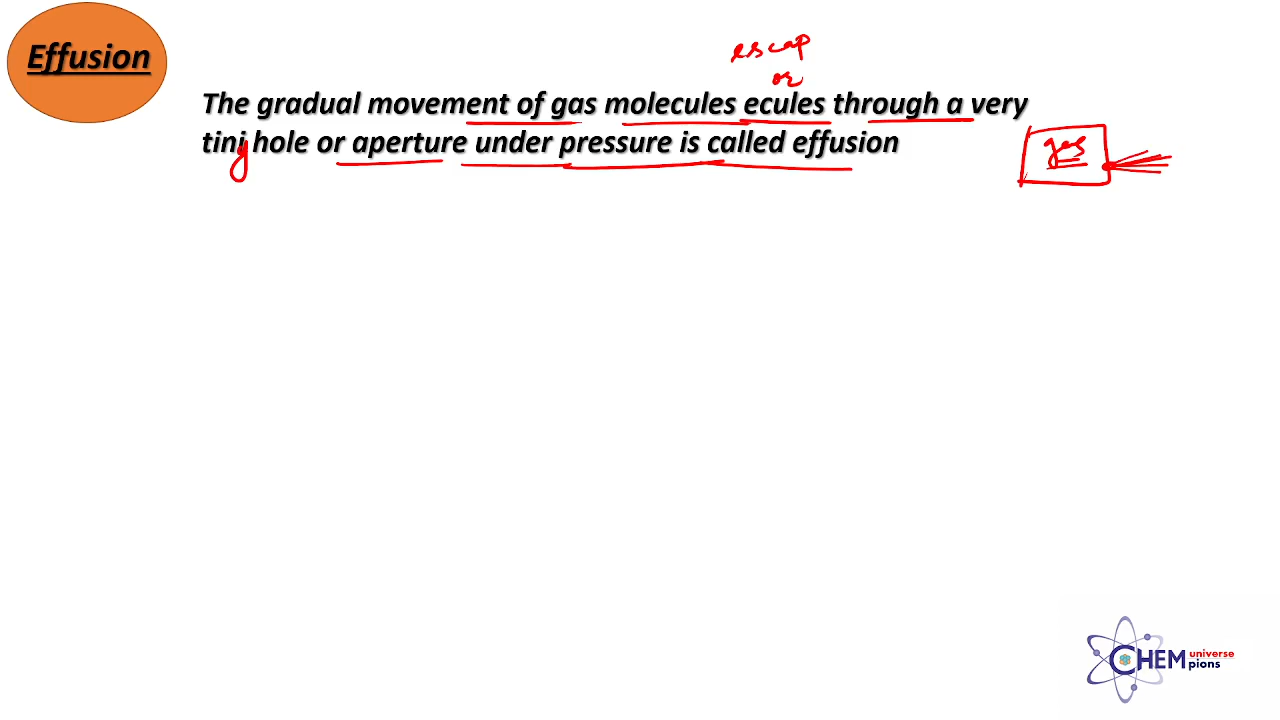 Effusion
escap
or
The gradual movement of gas molecules ecules through a very
tiny hole or aperture under pressure is called effusion
gas
CHEM universe
pions